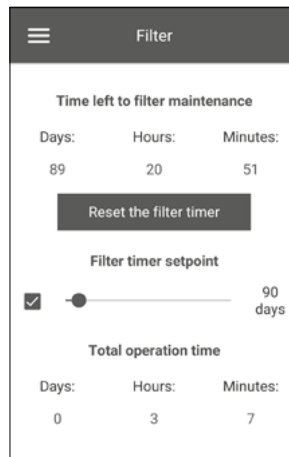 Filter
Time left to filter maintenance
Days: Hours: Minutes:
89 20 51
Reset the filter timer
Filter timer setpoint
90
days
Total operation time
Days: Hours: Minutes:
0 3 7